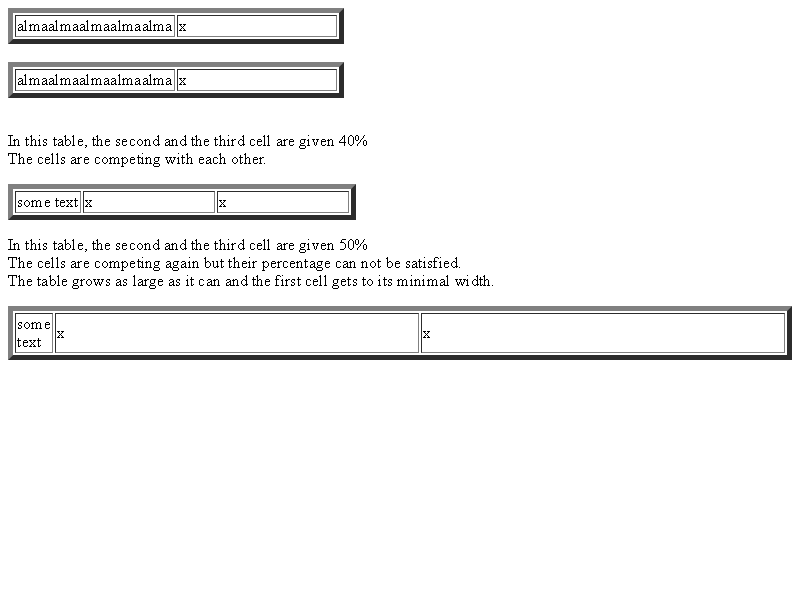 almaalmaalmaalmaalma x
almaalmaalmaalmaalma x
In this table, the second and the third cell are given 40%
The cells are competing with each other.
some text x x
In this table, the second and the third cell are given 50%
The cells are competing again but their percentage can not be satisfied.
The table grows as large as it can and the first cell gets to its minimal width.
some
text
x x